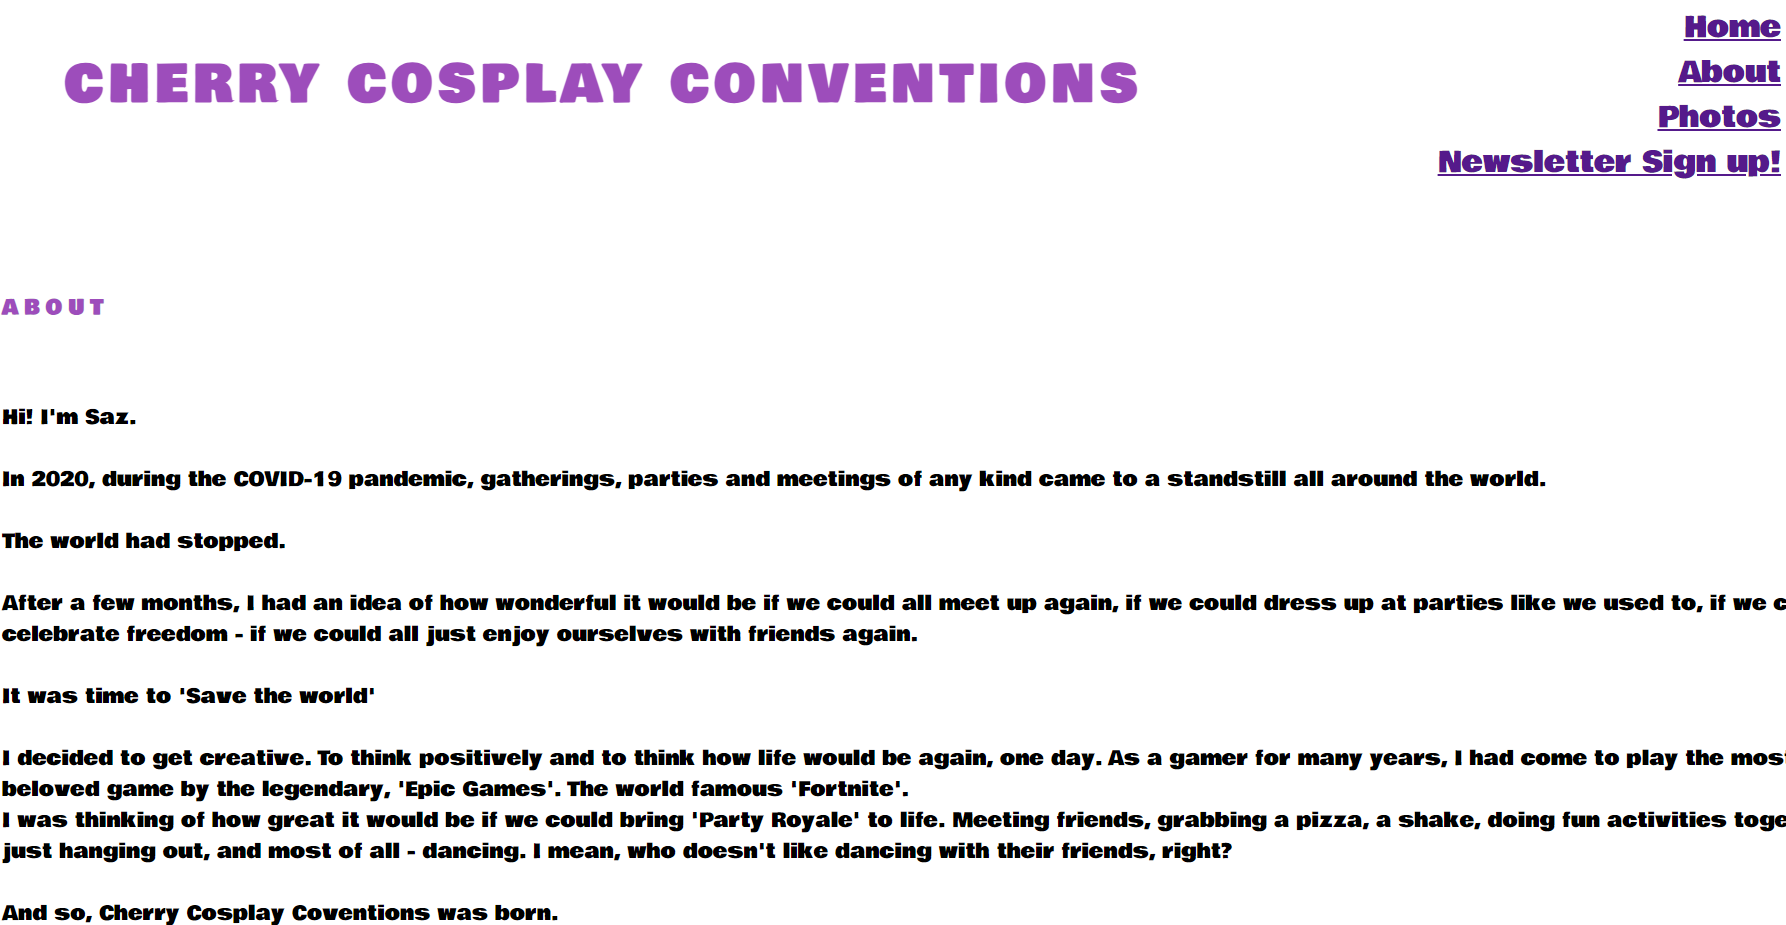 CHERRY COSPLAY CONVENTIONS
Home
About
Photos
Newsletter Sign up!
ABOUT
Hi! I'm Saz.
In 2020, during the COVID-19 pandemic, gatherings, parties and meetings of any kind came to a standstill all around the world.
The world had stopped.
After a few months, I had an idea of how wonderful it would be if we could all meet up again, if we could dress up at parties like we used to, if we
celebrate freedom - if we could all just enjoy ourselves with friends again.
It was time to 'Save the world'
I decided to get creative. To think positively and to think how life would be again, one day. As a gamer for many years, I had come to play the most
beloved game by the legendary, 'Epic Games'. The world famous 'Fortnite'.
I was thinking of how great it would be if we could bring 'Party Royale' to life. Meeting friends, grabbing a pizza, a shake, doing fun activities
just hanging out, and most of all - dancing. I mean, who doesn't like dancing with their friends, right?
And so, Cherry Cosplay Coventions was born.